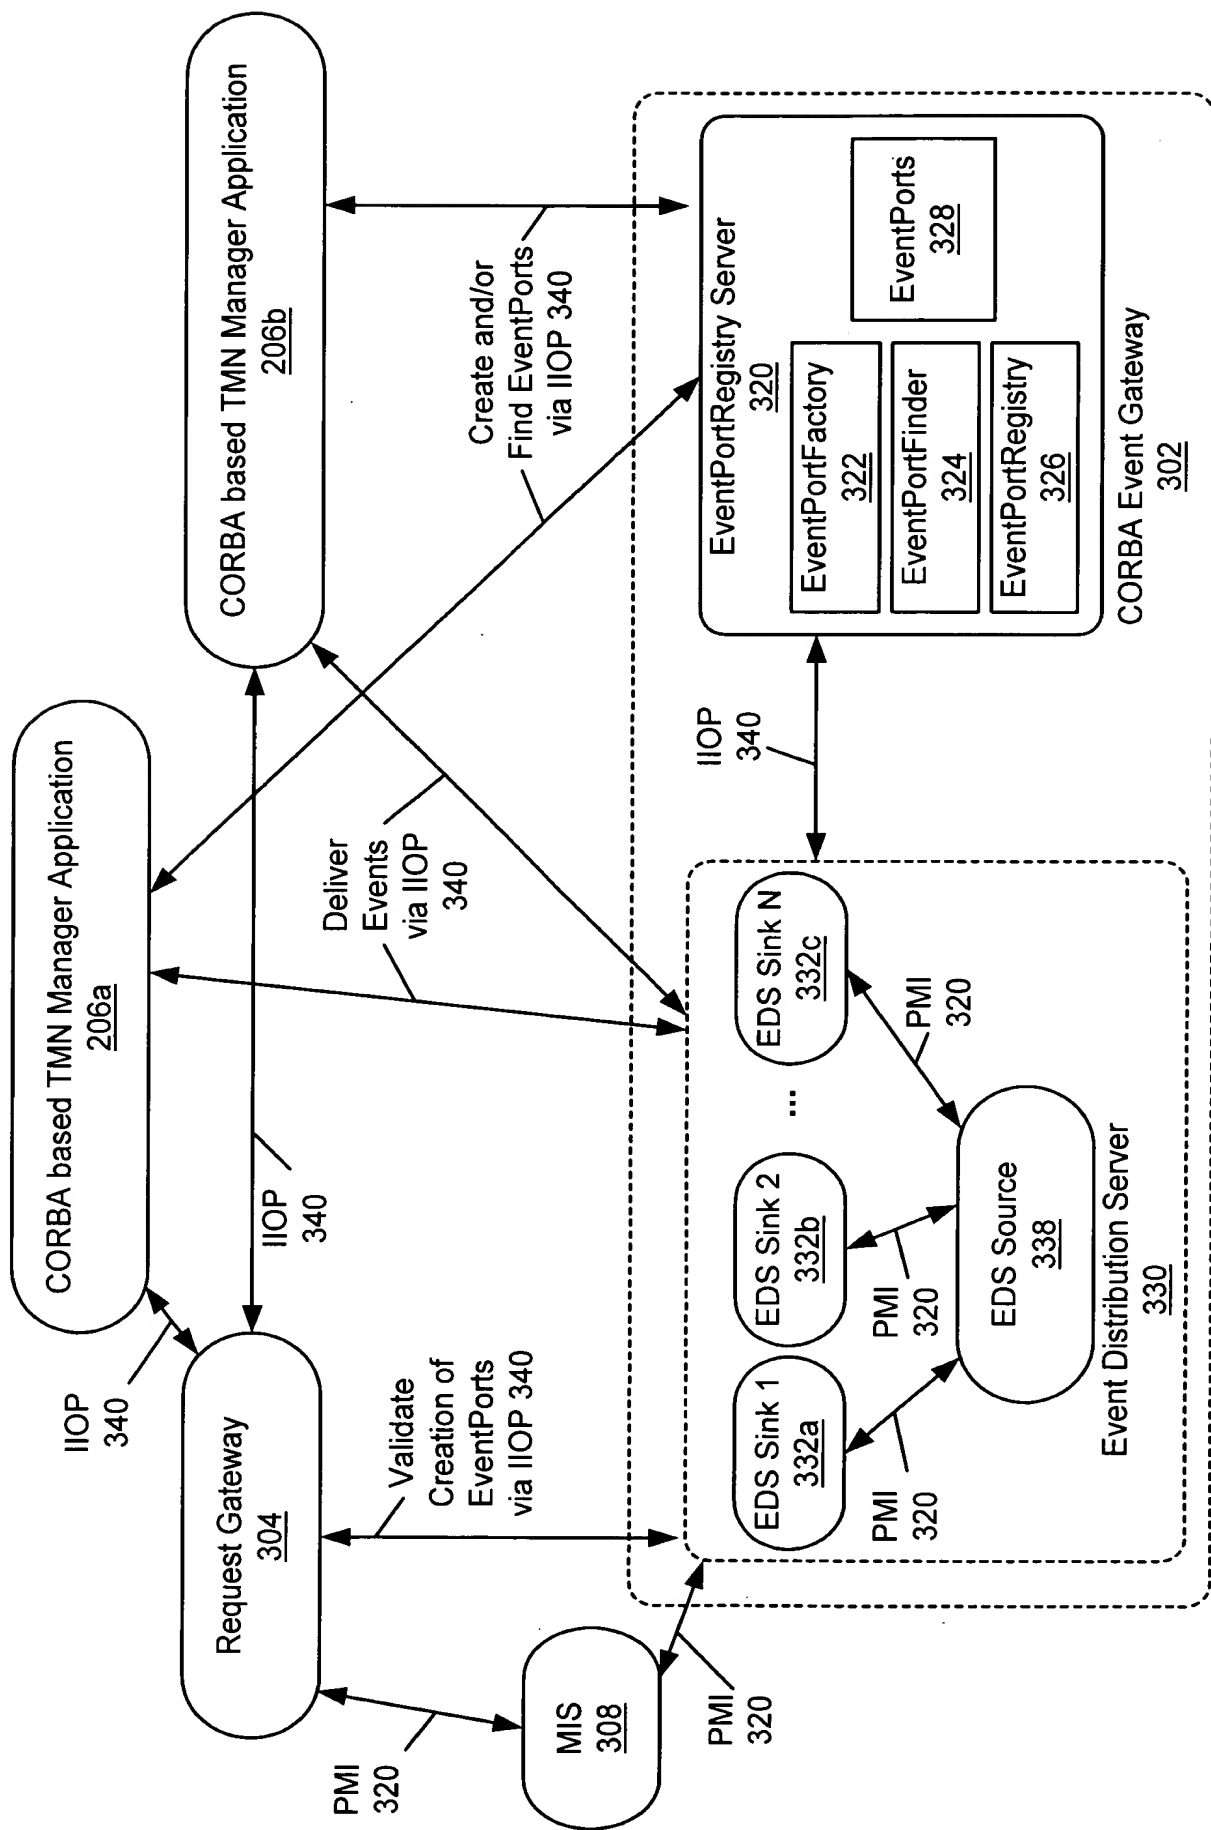 CORBA based TMN Manager Application
206a
CORBA based TMN Manager Application
206b
IIOP
340
Request Gateway
304
IIOP
340
Deliver
Events
via IIOP
340
Create and/or
Find EventPorts
via IIOP 340
Validate
Creation of
EventPorts
via IIOP 340
PMI
320
MIS
308
PMI
320
EDS Sink 1
332a
EDS Sink 2
332b
...
EDS Sink N
332c
PMI
320
PMI
320
PMI
320
EDS Source
338
Event Distribution Server
330
IIOP
340
EventPortRegistry Server
320
EventPortFactory
322
EventPortFinder
324
EventPortRegistry
326
EventPorts
328
CORBA Event Gateway
302